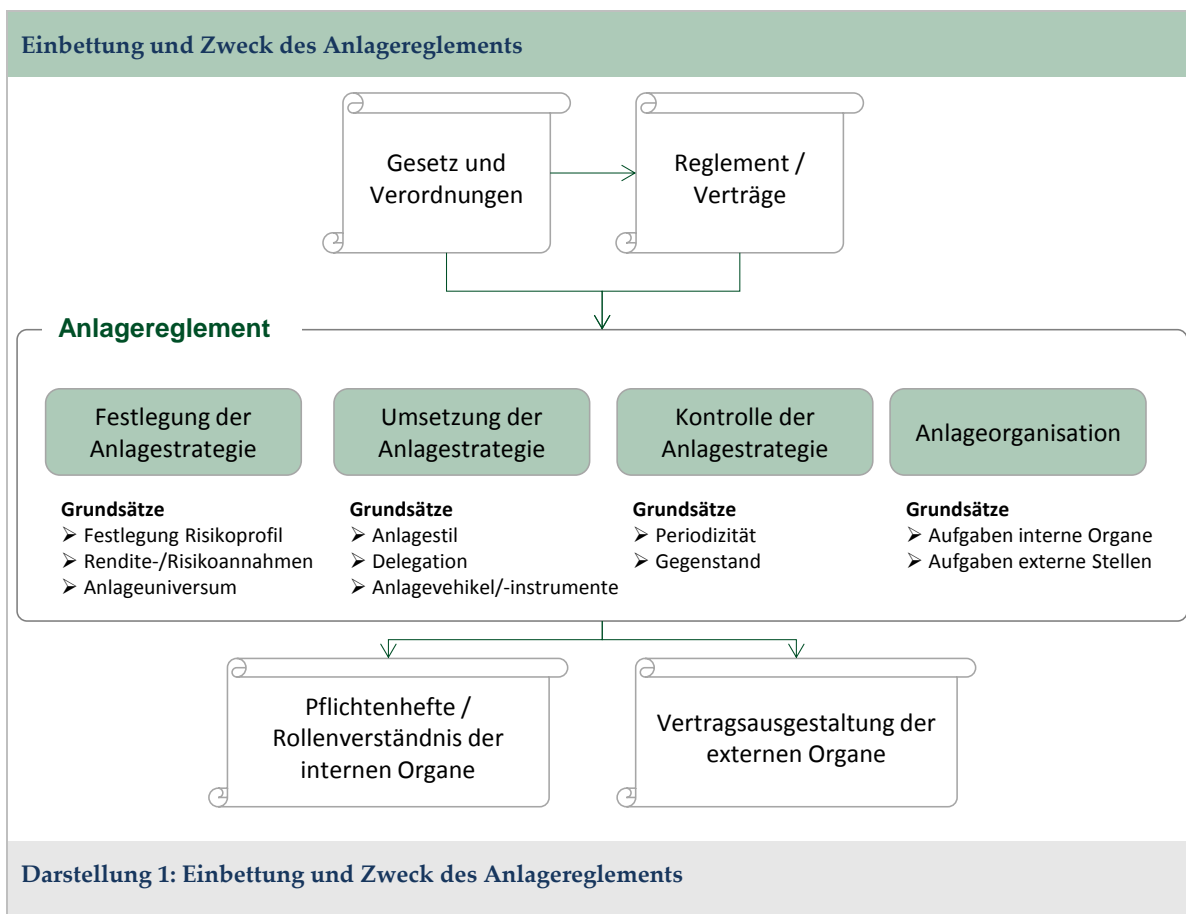 Einbettung und Zweck des Anlagereglements
Gesetz und
Verordnungen
Reglement /
Verträge
Anlagereglement
Festlegung der
Anlagestrategie
Umsetzung der
Anlagestrategie
Kontrolle der
Anlagestrategie
Anlageorganisation
Grundsätze
➢ Festlegung Risikoprofil
➢ Rendite-/Risikoannahmen
➢ Anlageuniversum
Grundsätze
➢ Anlagestil
➢ Delegation
➢ Anlagevehikel/-instrumente
Grundsätze
➢ Periodizität
➢ Gegenstand
Grundsätze
➢ Aufgaben interne Organe
➢ Aufgaben externe Stellen
Pflichtenhefte /
Rollenverständnis der
internen Organe
Vertragsausgestaltung der
externen Organe
Darstellung 1: Einbettung und Zweck des Anlagereglements